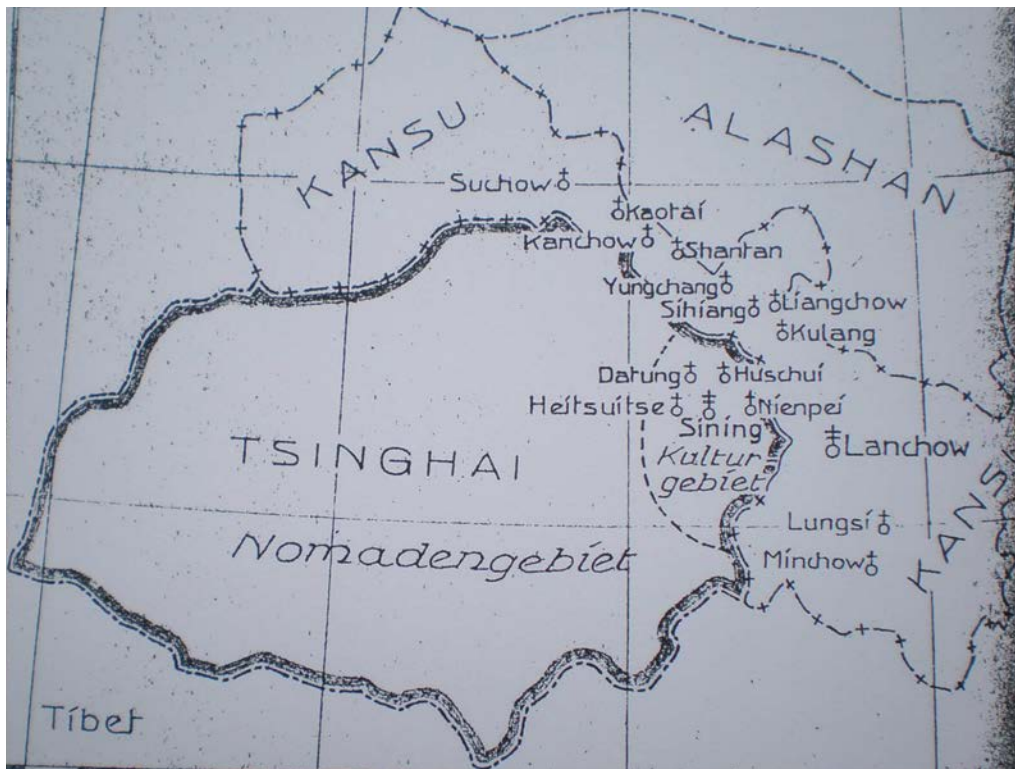 KANSU
ALASHAN
Suchow
Kaotai
Kanchow
Shantan
Yungchang
Sihiang
Liangchow
Kulang
Datung
Huschui
Heitsuitse
Nienpei
Sining
Kultur
gebiet
Lanchow
TSINGHAI
Nomadengebiet
Lungsi
Minchow
KANSU
Tibet